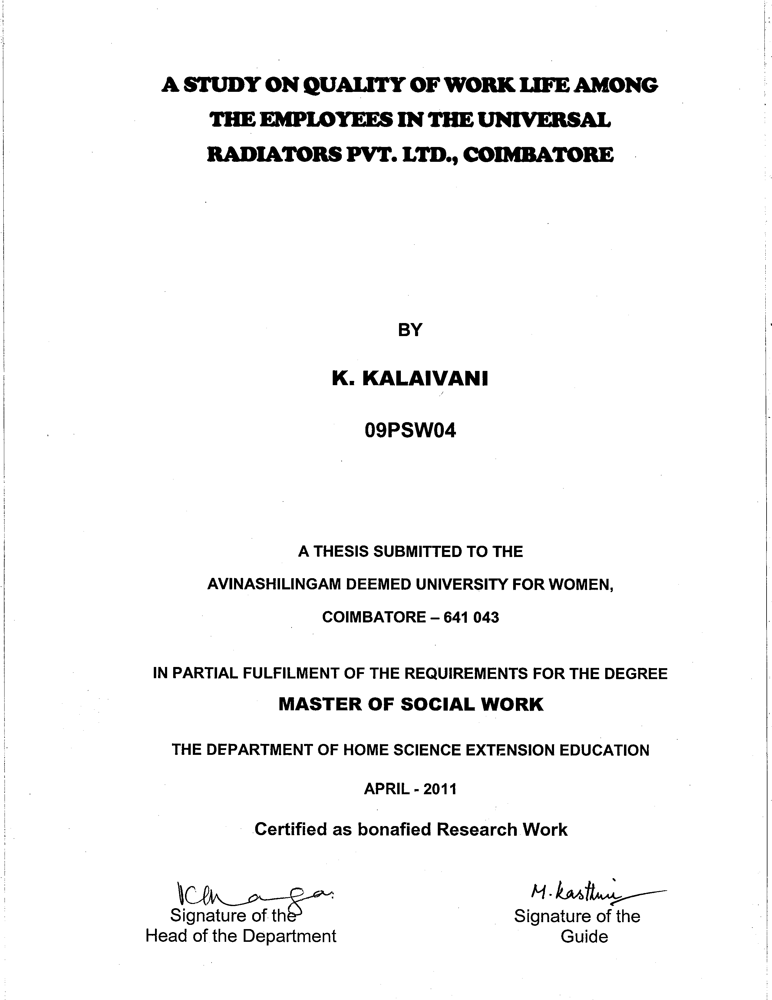 A STUDY ON QUALITY OF WORK LIFE AMONG
THE EMPLOYEES IN THE UNIVERSAL
RADIATORS PVT. LTD., COIMBATORE
BY
K. KALAIVANI
09PSW04
A THESIS SUBMITTED TO THE
AVINASHILINGAM DEEMED UNIVERSITY FOR WOMEN,
COIMBATORE – 641 043
IN PARTIAL FULFILMENT OF THE REQUIREMENTS FOR THE DEGREE
MASTER OF SOCIAL WORK
THE DEPARTMENT OF HOME SCIENCE EXTENSION EDUCATION
APRIL - 2011
Certified as bonafied Research Work
M. Kasthuri
Signature of the
Head of the Department
Signature of the
Guide